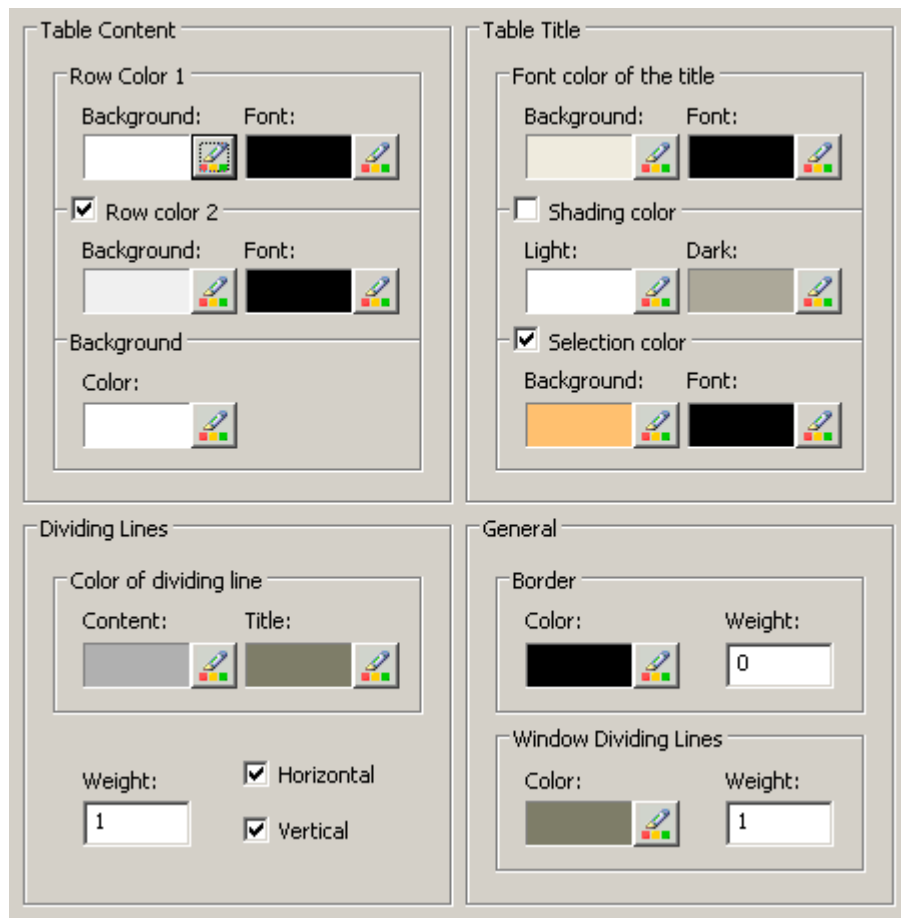 Table Content
Row Color 1
Background: Font:
Row color 2
Background: Font:
Background
Color:
Table Title
Font color of the title
Background: Font:
Shading color
Light: Dark:
Selection color
Background: Font:
Dividing Lines
Color of dividing line
Content: Title:
Weight:
1
Horizontal
Vertical
General
Border
Color: Weight:
0
Window Dividing Lines
Color: Weight:
1